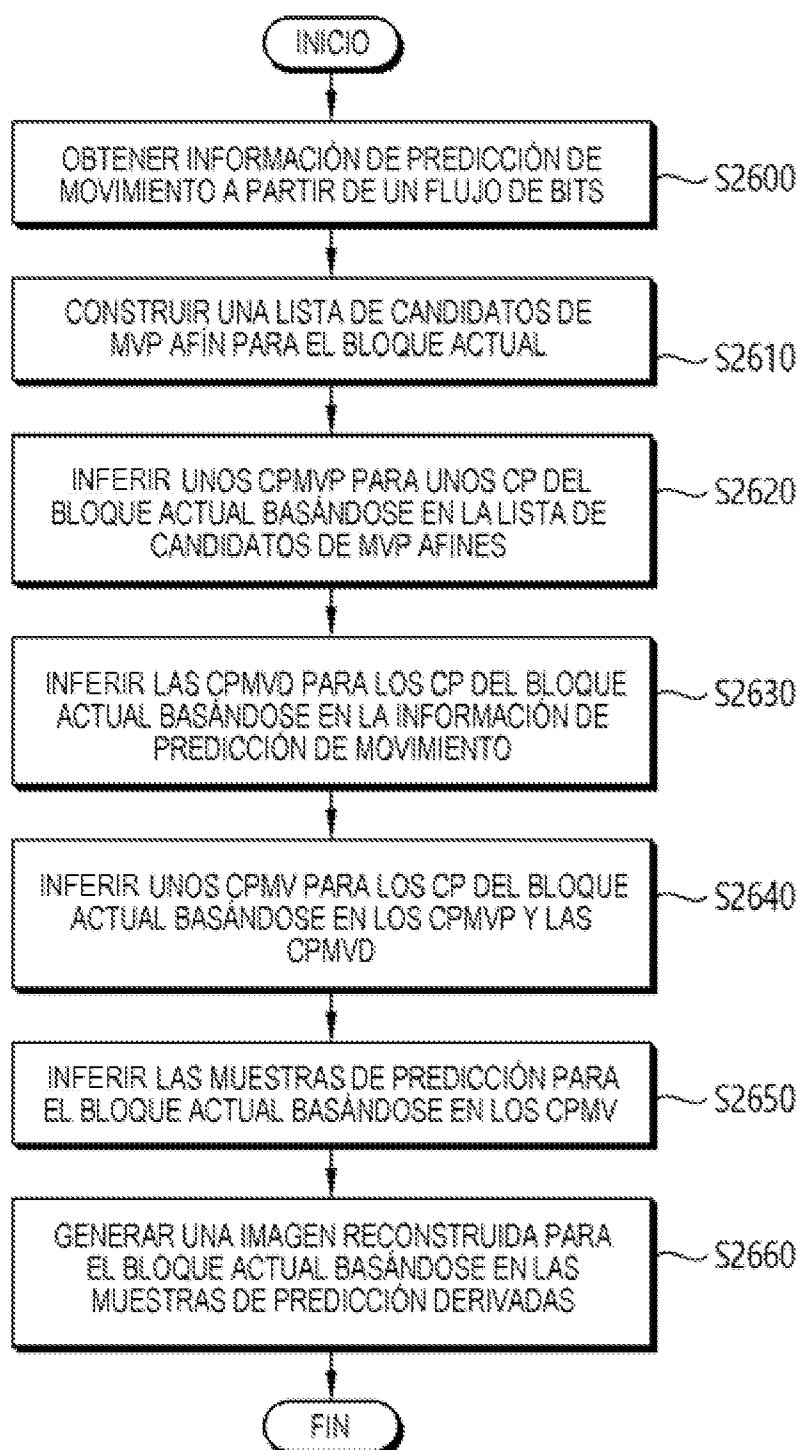 INICIO
OBTENER INFORMACIÓN DE PREDICCIÓN DE
MOVIMIENTO A PARTIR DE UN FLUJO DE BITS
S2600
CONSTRUIR UNA LISTA DE CANDIDATOS DE
MVP AFÍN PARA EL BLOQUE ACTUAL
S2610
INFERIR UNOS CPMVP PARA UNOS CP DEL
BLOQUE ACTUAL BASÁNDOSE EN LA LISTA DE
CANDIDATOS DE MVP AFINES
S2620
INFERIR LAS CPMVD PARA LOS CP DEL BLOQUE
ACTUAL BASÁNDOSE EN LA INFORMACIÓN DE
PREDICCIÓN DE MOVIMIENTO
S2630
INFERIR UNOS CPMV PARA LOS CP DEL BLOQUE
ACTUAL BASÁNDOSE EN LOS CPMVP Y LAS
CPMVD
S2640
INFERIR LAS MUESTRAS DE PREDICCIÓN PARA
EL BLOQUE ACTUAL BASÁNDOSE EN LOS CPMV
S2650
GENERAR UNA IMAGEN RECONSTRUIDA PARA
EL BLOQUE ACTUAL BASÁNDOSE EN LAS
MUESTRAS DE PREDICCIÓN DERIVADAS
S2660
FIN